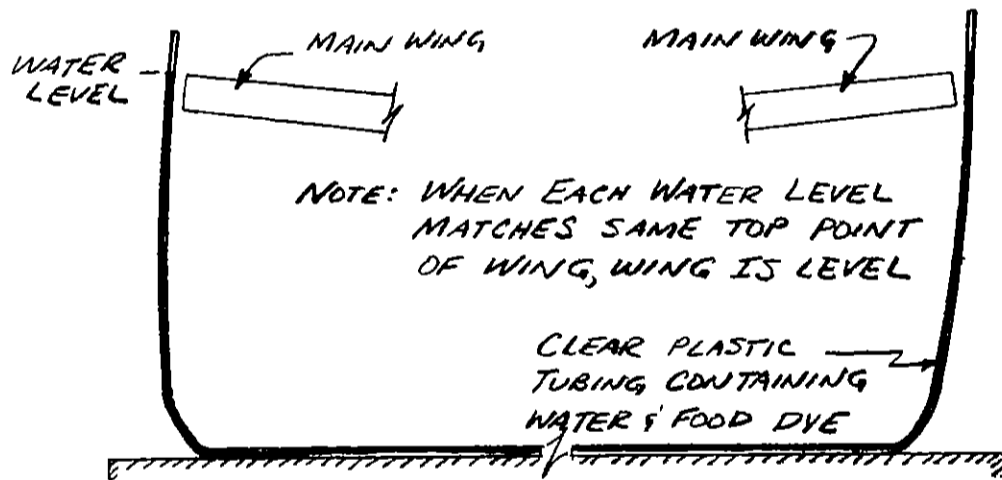 MAIN WING
MAIN WING
WATER
LEVEL
NOTE: WHEN EACH WATER LEVEL
MATCHES SAME TOP POINT
OF WING, WING IS LEVEL
CLEAR PLASTIC
TUBING CONTAINING
WATER & FOOD DYE